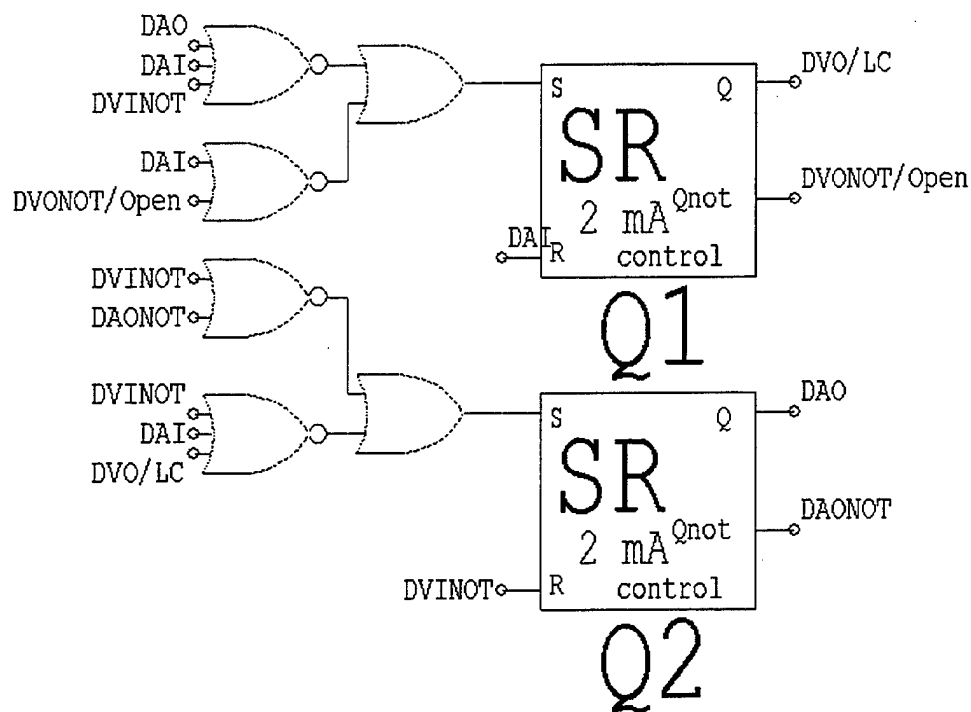 DAO
DAI
DVINOT
DAI
DVONOT/Open
S
Q
DVO/LC
SR
Qnot
DVONOT/Open
2 mA
DAI
R
control
Q1
DVINOT
DAONOT
DVINOT
DAI
DVO/LC
S
Q
DAO
SR
Qnot
DAONOT
2 mA
DVINOT
R
control
Q2